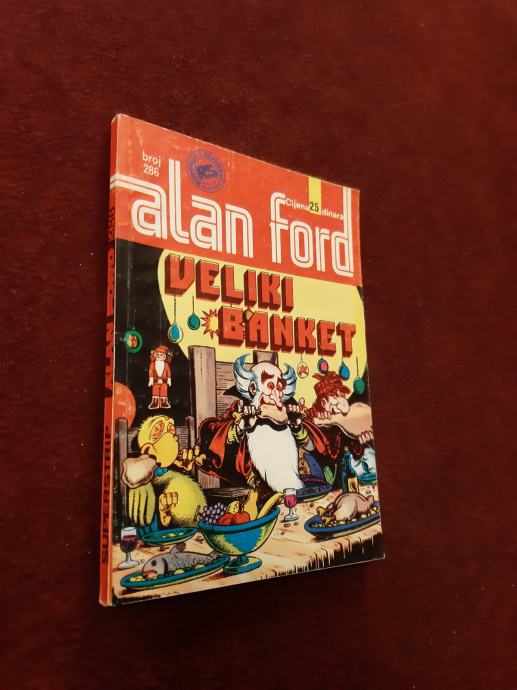 broj
286
Cijena 25 dinara
alan ford
VELIKI
BANKET
SUPERSTRIP ALAN FORD